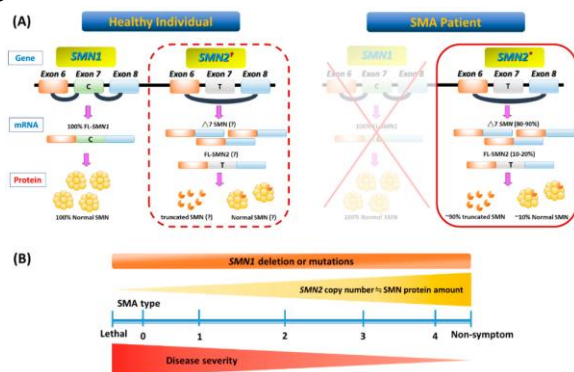 (A)
Healthy Individual
SMA Patient
Gene
SMN1
Exon 6 Exon 7 Exon 8
C
SMN2†
Exon 6 Exon 7 Exon 8
T
SMN1
Exon 6 Exon 7 Exon 8
C
SMN2*
Exon 6 Exon 7 Exon 8
T
mRNA
100% FL-SMN1
C
△7 SMN (?)
FL-SMN2 (?)
T
100% FL-SMN1
C
△7 SMN (80-90%)
FL-SMN2 (10-20%)
T
Protein
100% Normal SMN
truncated SMN (?)
Normal SMN (?)
100% Normal SMN
~90% truncated SMN
~10% Normal SMN
(B)
SMN1 deletion or mutations
SMN2 copy number ≒ SMN protein amount
SMA type
Lethal 0 1 2 3 4 Non-symptom
Disease severity